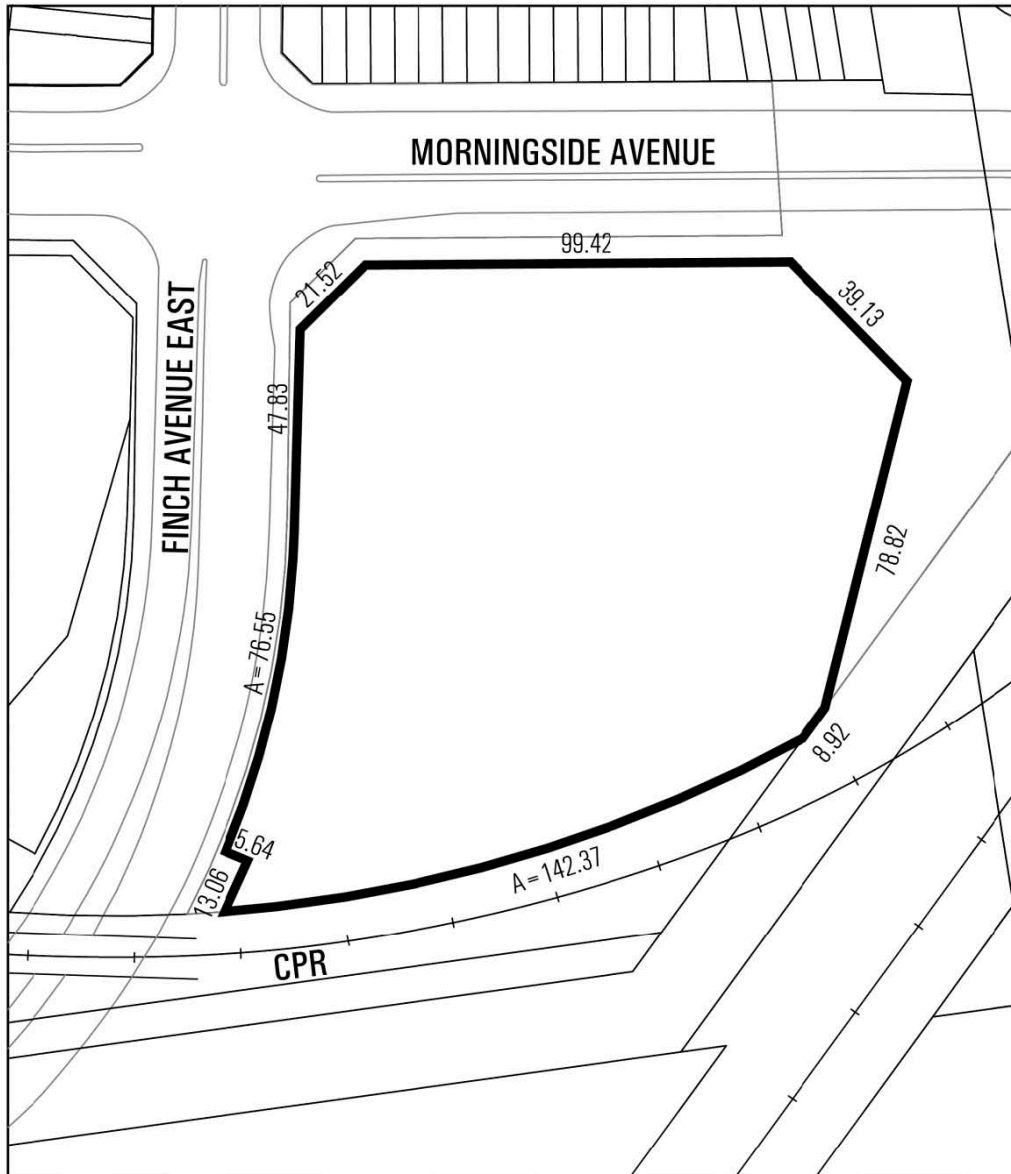 MORNINGSIDE AVENUE
99.42
21.52
39.13
FINCH AVENUE EAST
47.83
78.82
A = 76.55
8.92
5.64
A = 142.37
13.06
CPR